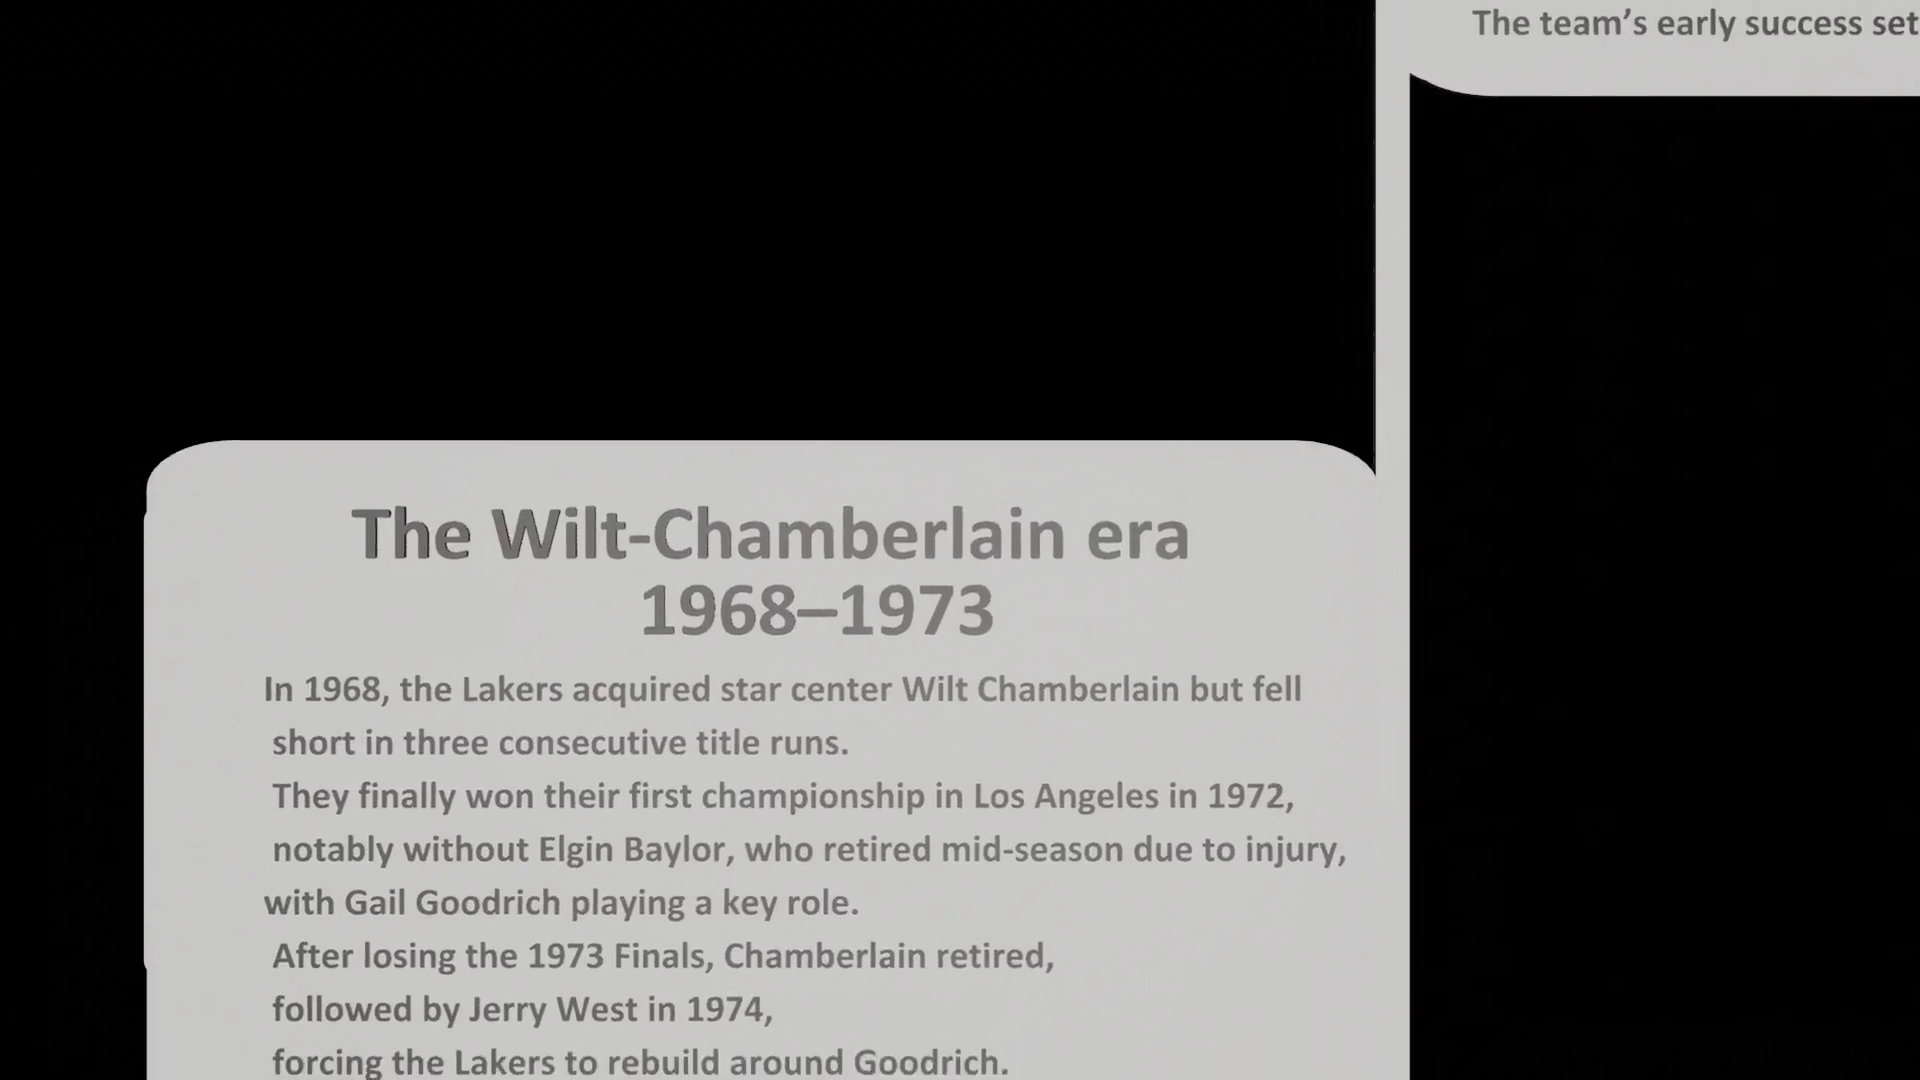 The team’s early success set
The Wilt-Chamberlain era
1968–1973
In 1968, the Lakers acquired star center Wilt Chamberlain but fell
short in three consecutive title runs.
They finally won their first championship in Los Angeles in 1972,
notably without Elgin Baylor, who retired mid-season due to injury,
with Gail Goodrich playing a key role.
After losing the 1973 Finals, Chamberlain retired,
followed by Jerry West in 1974,
forcing the Lakers to rebuild around Goodrich.